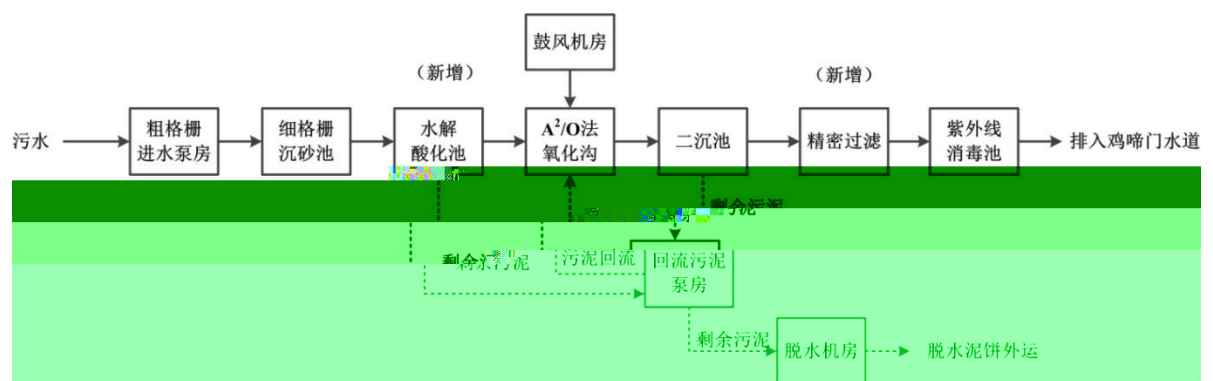 鼓风机房
（新增）
（新增）
污水
粗格栅
进水泵房
细格栅
沉砂池
水解
酸化池
A²/O法
氧化沟
二沉池
精密过滤
紫外线
消毒池
排入鸡啼门水道
剩余污泥
剩余污泥
污泥回流
回流污泥
泵房
剩余污泥
脱水机房
脱水泥饼外运